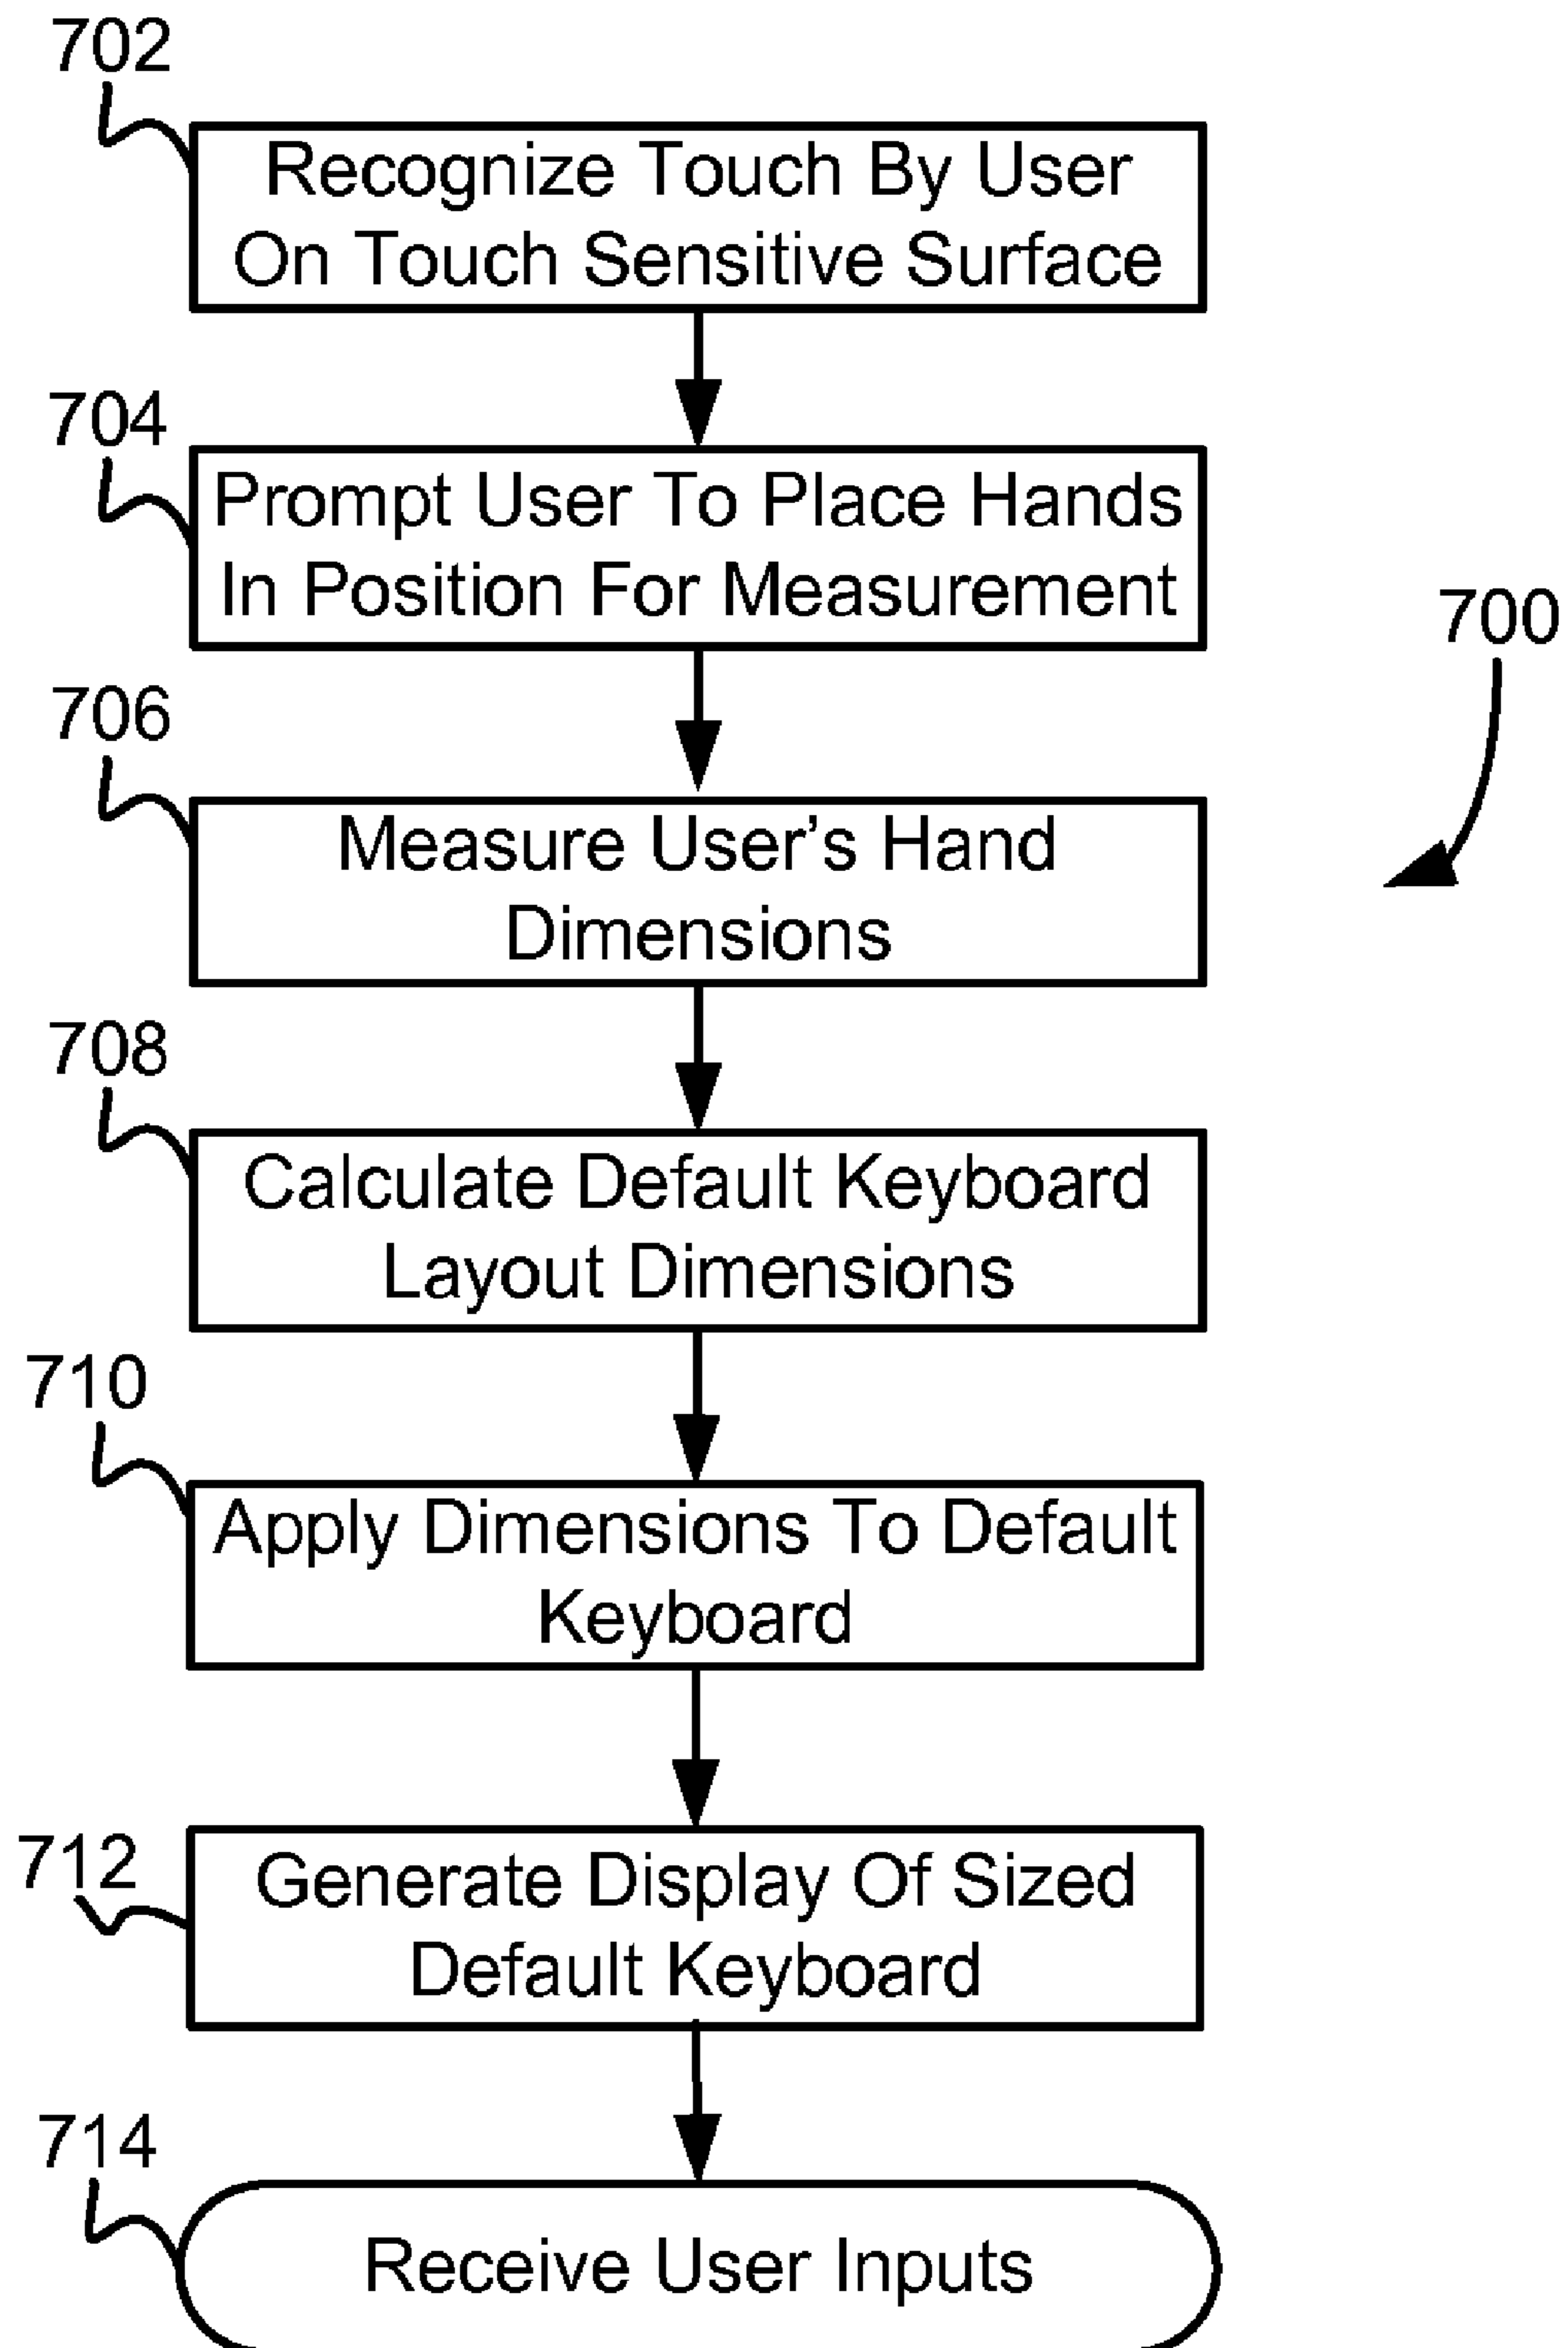 702
Recognize Touch By User
On Touch Sensitive Surface
704
Prompt User To Place Hands
In Position For Measurement
700
706
Measure User's Hand
Dimensions
708
Calculate Default Keyboard
Layout Dimensions
710
Apply Dimensions To Default
Keyboard
712
Generate Display Of Sized
Default Keyboard
714
Receive User Inputs